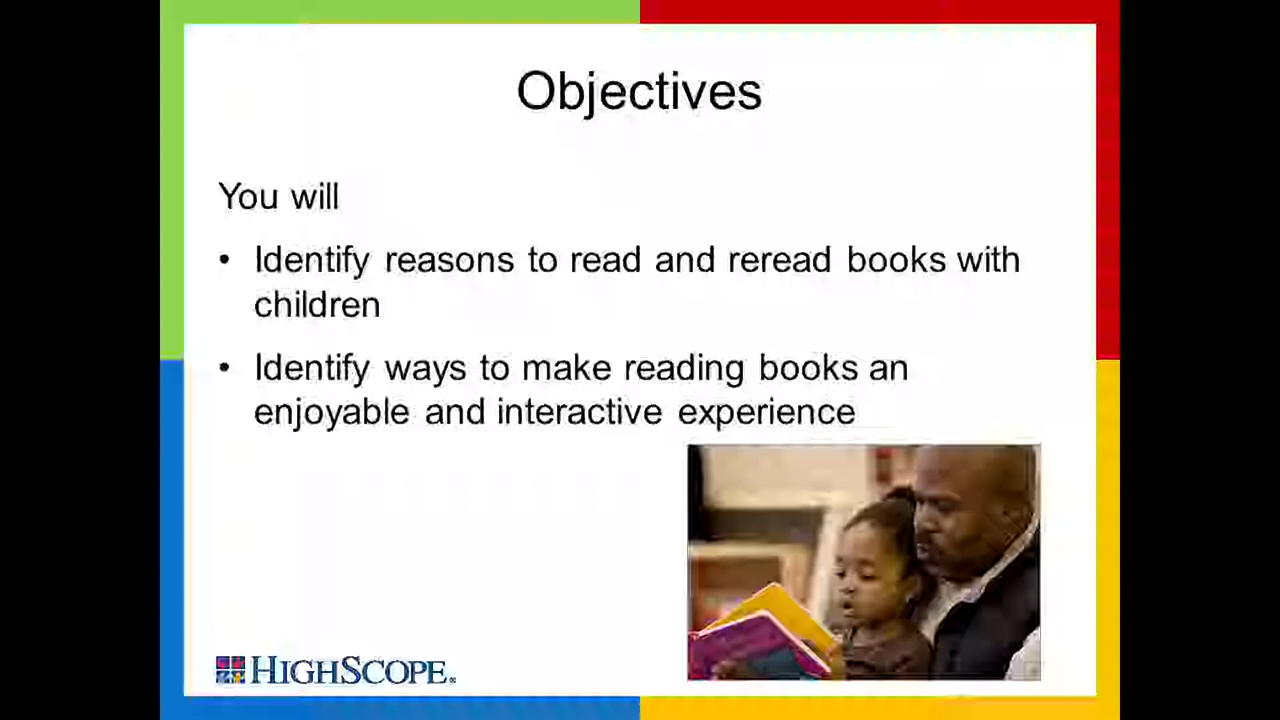 Objectives
You will
• Identify reasons to read and reread books with
children
• Identify ways to make reading books an
enjoyable and interactive experience
HIGHSCOPE®